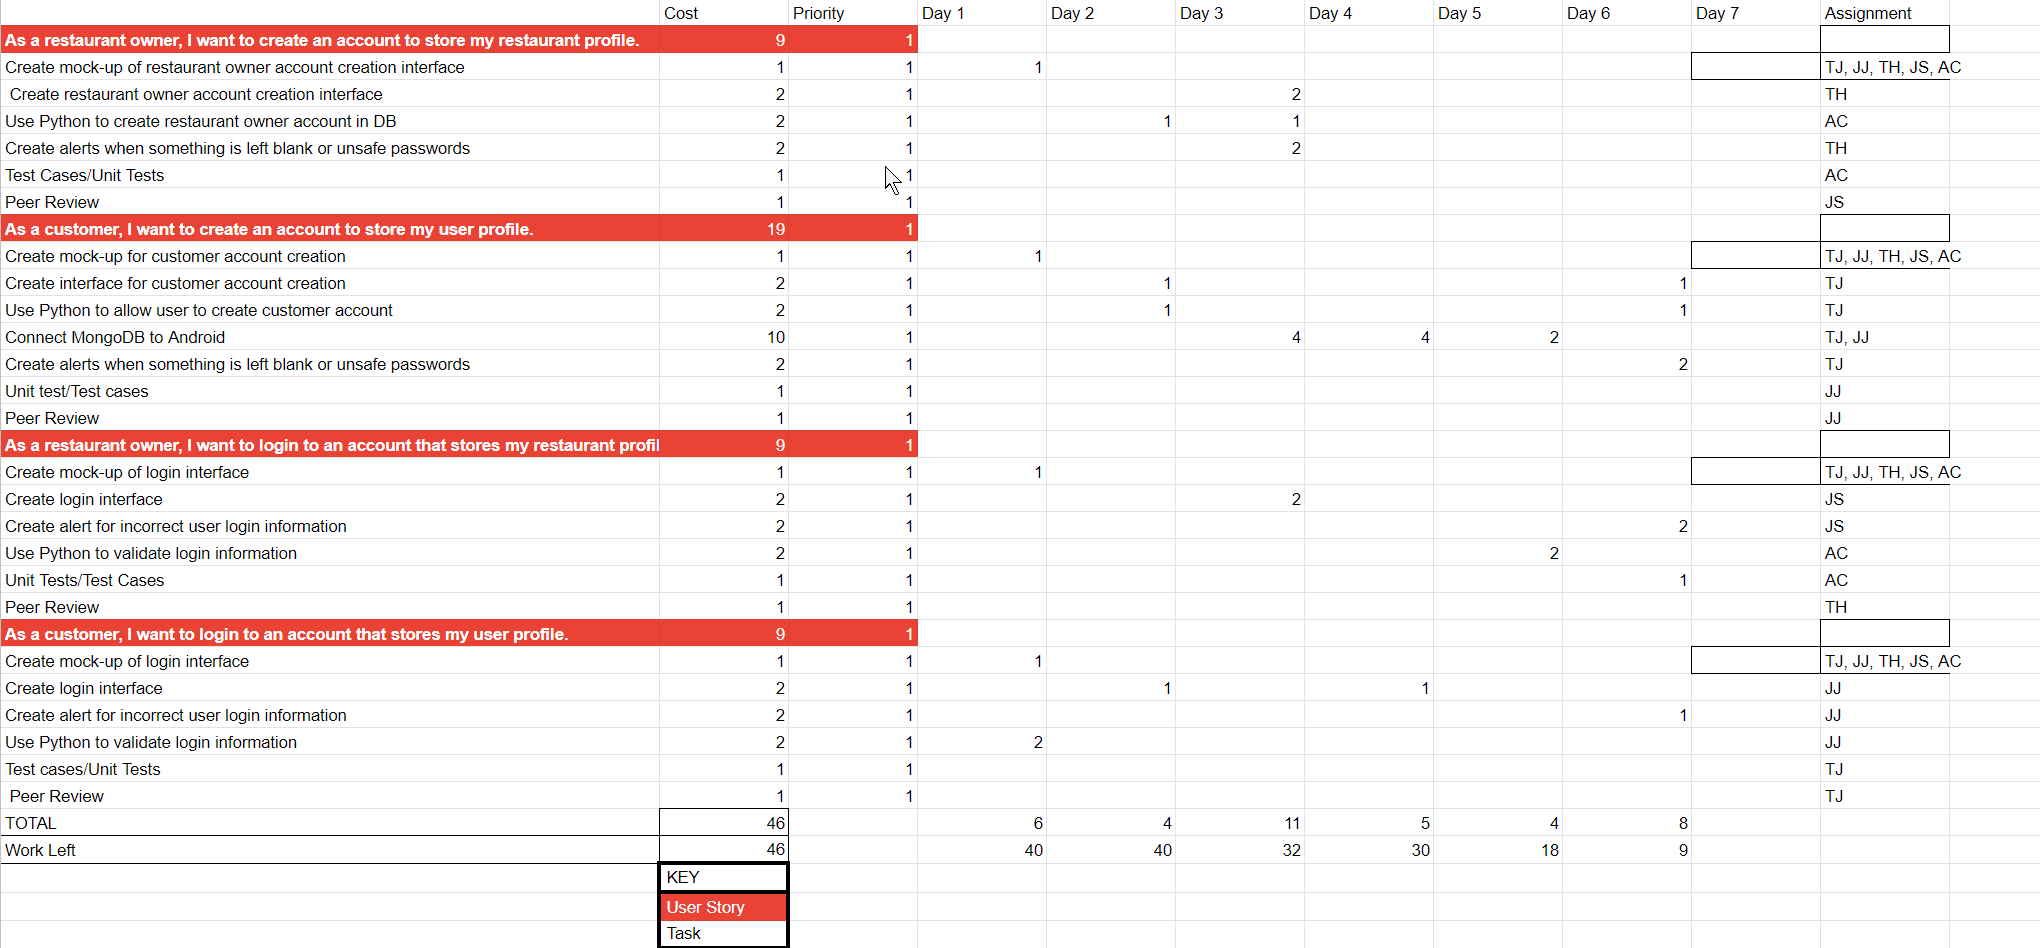 Cost Priority Day 1 Day 2 Day 3 Day 4 Day 5 Day 6 Day 7 Assignment
As a restaurant owner, I want to create an account to store my restaurant profile. 9 1
Create mock-up of restaurant owner account creation interface 1 1 1 TJ, JJ, TH, JS, AC
Create restaurant owner account creation interface 2 1 2 TH
Use Python to create restaurant owner account in DB 2 1 1 1 AC
Create alerts when something is left blank or unsafe passwords 2 1 2 TH
Test Cases/Unit Tests 1 1 AC
Peer Review 1 1 JS
As a customer, I want to create an account to store my user profile. 19 1
Create mock-up for customer account creation 1 1 1 TJ, JJ, TH, JS, AC
Create interface for customer account creation 2 1 1 1 TJ
Use Python to allow user to create customer account 2 1 1 1 TJ
Connect MongoDB to Android 10 1 4 4 2 TJ, JJ
Create alerts when something is left blank or unsafe passwords 2 1 2 TJ
Unit test/Test cases 1 1 JJ
Peer Review 1 1 JJ
As a restaurant owner, I want to login to an account that stores my restaurant profil 9 1
Create mock-up of login interface 1 1 1 TJ, JJ, TH, JS, AC
Create login interface 2 1 2 JS
Create alert for incorrect user login information 2 1 2 JS
Use Python to validate login information 2 1 2 AC
Unit Tests/Test Cases 1 1 1 AC
Peer Review 1 1 TH
As a customer, I want to login to an account that stores my user profile. 9 1
Create mock-up of login interface 1 1 1 TJ, JJ, TH, JS, AC
Create login interface 2 1 1 1 JJ
Create alert for incorrect user login information 2 1 1 JJ
Use Python to validate login information 2 1 2 JJ
Test cases/Unit Tests 1 1 TJ
Peer Review 1 1 TJ
TOTAL 46 6 4 11 5 4 8
Work Left 46 40 40 32 30 18 9
KEY
User Story
Task